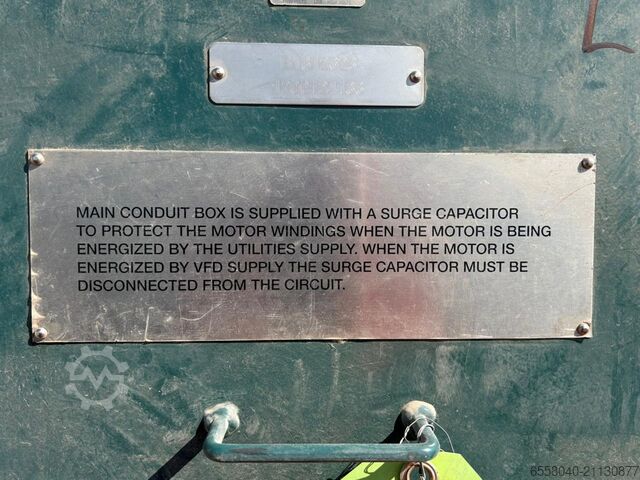 MAIN CONDUIT BOX IS SUPPLIED WITH A SURGE CAPACITOR
TO PROTECT THE MOTOR WINDINGS WHEN THE MOTOR IS BEING
ENERGIZED BY THE UTILITIES SUPPLY. WHEN THE MOTOR IS
ENERGIZED BY VFD SUPPLY THE SURGE CAPACITOR MUST BE
DISCONNECTED FROM THE CIRCUIT.
6558040-21130877